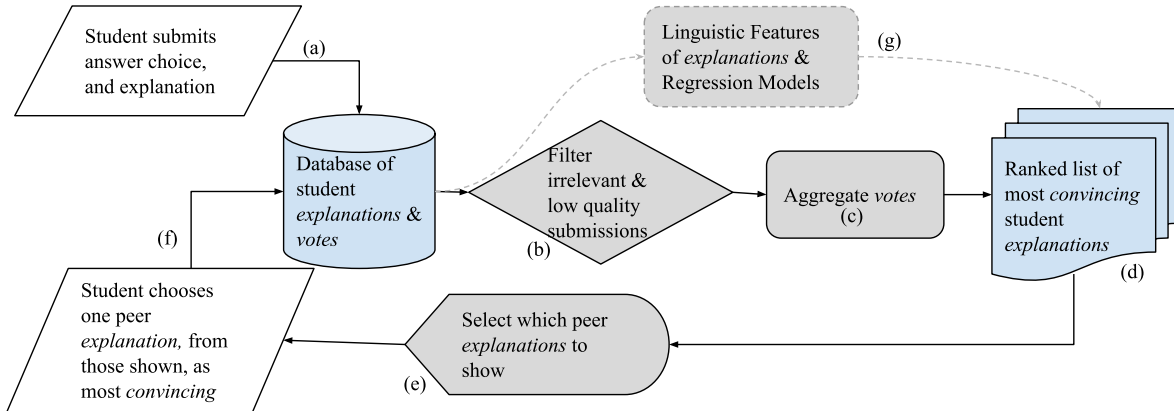 Student submits
answer choice,
and explanation
(a)
Linguistic Features
of explanations &
Regression Models
(g)
Database of
student
explanations &
votes
Filter
irrelevant &
low quality
submissions
(b)
Aggregate votes
(c)
Ranked list of
most convincing
student
explanations
(d)
(f)
Student chooses
one peer
explanation, from
those shown, as
most convincing
Select which peer
explanations to
show
(e)